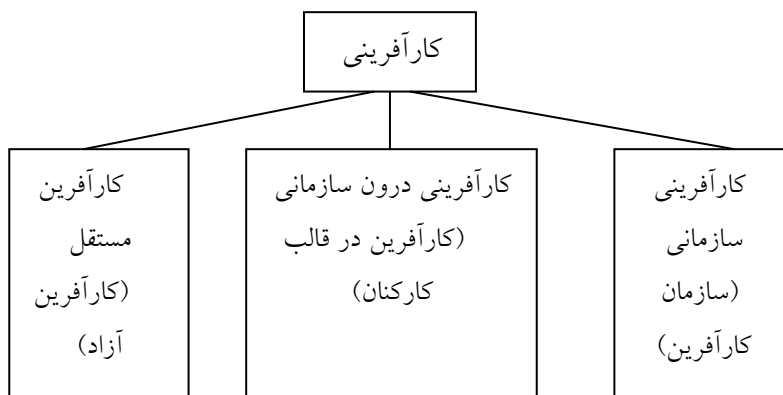 کارآفرینی
کارآفرینی
سازمانی
(سازمان
کارآفرین)
کارآفرینی درون سازمانی
(کارآفرین در قالب
کارکنان)
کارآفرین
مستقل
(کارآفرین
آزاد)